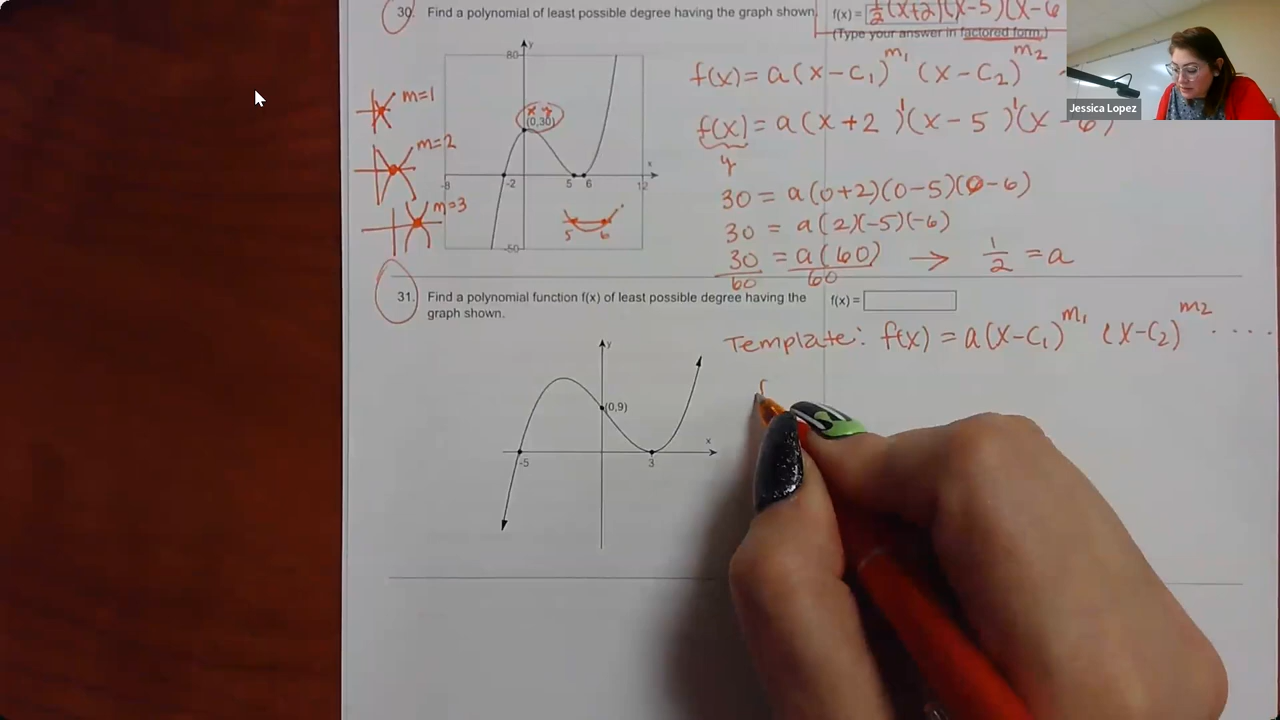 30. Find a polynomial of least possible degree having the graph shown.
f(x) = 1/2(x+2)(x-5)(x-6
(Type your answer in factored form.)
f(x) = a(x-c₁)^m₁ (x-c₂)^m₂
f(x) = a(x+2)¹(x-5)¹(x-6)
y
30 = a(0+2)(0-5)(0-6)
30 = a(2)(-5)(-6)
30/60 = a(60)/60 → 1/2 = a
m=1
m=2
m=3
80
y
x y
(0,30)
x
-8 -2 5 6 12
5 6
-50
Jessica Lopez
31. Find a polynomial function f(x) of least possible degree having the
graph shown.
f(x) =
Template: f(x) = a(x-c₁)^m₁ (x-c₂)^m₂ ....
f
y
(0,9)
x
-5 3